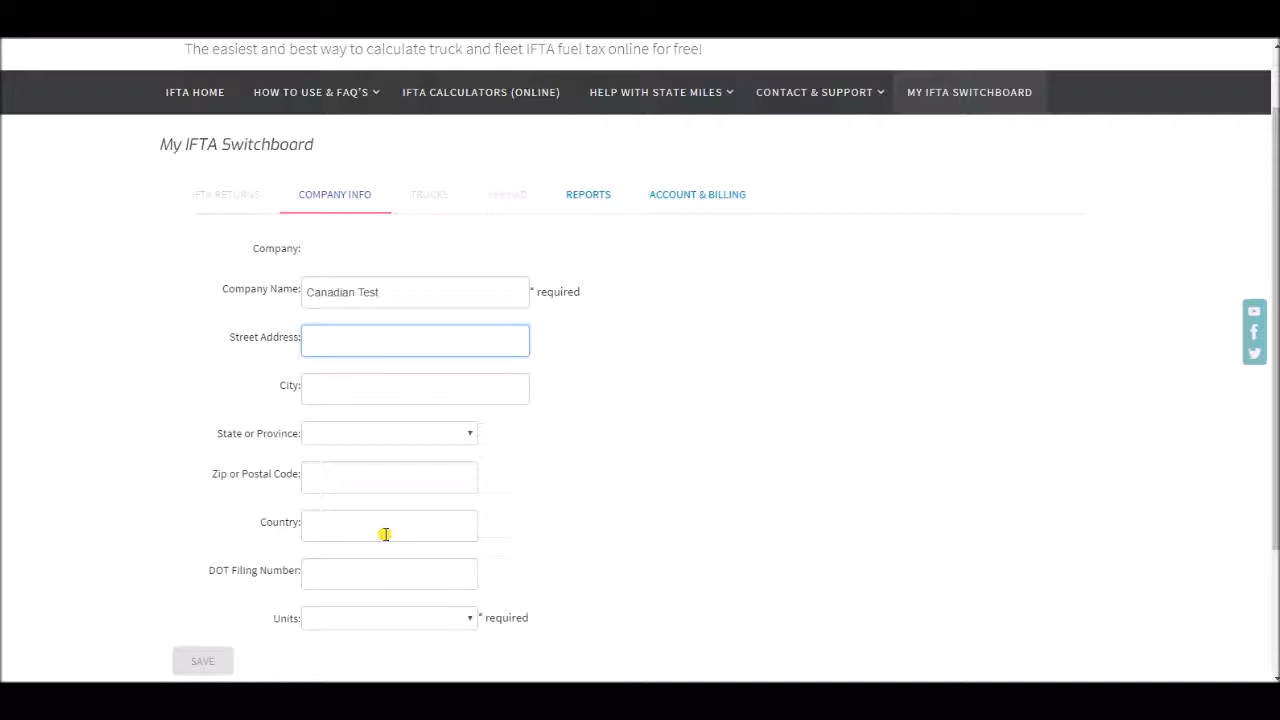 The easiest and best way to calculate truck and fleet IFTA fuel tax online for free!
IFTA HOME HOW TO USE & FAQ'S IFTA CALCULATORS (ONLINE) HELP WITH STATE MILES CONTACT & SUPPORT MY IFTA SWITCHBOARD
My IFTA Switchboard
IFTA RETURNS COMPANY INFO TRUCKS REPORTS ACCOUNT & BILLING
Company:
Company Name: Canadian Test * required
Street Address:
City:
State or Province:
Zip or Postal Code:
Country:
DOT Filing Number:
Units: * required
SAVE